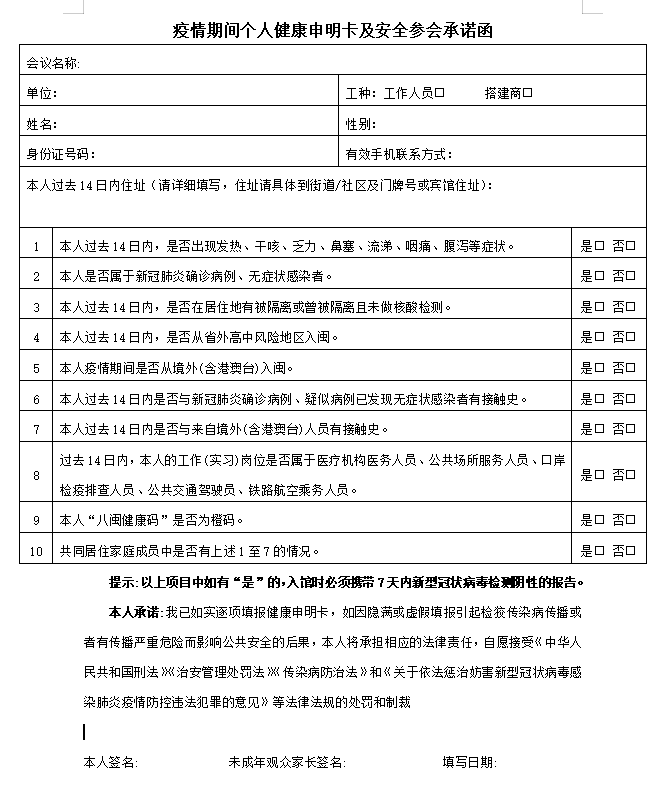 疫情期间个人健康申明卡及安全参会承诺函
会议名称:
单位：
工种：工作人员□ 搭建商□
姓名：
性别：
身份证号码：
有效手机联系方式：
本人过去14日内住址（请详细填写，住址请具体到街道/社区及门牌号或宾馆住址）：
1 本人过去14日内，是否出现发热、干咳、乏力、鼻塞、流涕、咽痛、腹泻等症状。 是□ 否□
2 本人是否属于新冠肺炎确诊病例、无症状感染者。 是□ 否□
3 本人过去14日内，是否在居住地有被隔离或曾被隔离且未做核酸检测。 是□ 否□
4 本人过去14日内，是否从省外高中风险地区入闽。 是□ 否□
5 本人疫情期间是否从境外(含港澳台)入闽。 是□ 否□
6 本人过去14日内是否与新冠肺炎确诊病例、疑似病例已发现无症状感染者有接触史。 是□ 否□
7 本人过去14日内是否与来自境外(含港澳台)人员有接触史。 是□ 否□
8 过去14日内，本人的工作(实习)岗位是否属于医疗机构医务人员、公共场所服务人员、口岸
检疫排查人员、公共交通驾驶员、铁路航空乘务人员。 是□ 否□
9 本人“八闽健康码”是否为橙码。 是□ 否□
10 共同居住家庭成员中是否有上述1至7的情况。 是□ 否□
提示:以上项目中如有“是”的,入馆时必须携带7天内新型冠状病毒检测阴性的报告。
本人承诺:我已如实逐项填报健康申明卡，如因隐满或虚假填报引起检疫传染病传播或
者有传播严重危险而影响公共安全的后果，本人将承担相应的法律责任，自愿接受《中华人
民共和国刑法》《治安管理处罚法》《传染病防治法》和《关于依法惩治妨害新型冠状病毒感
染肺炎疫情防控违法犯罪的意见》等法律法规的处罚和制裁
本人签名: 未成年观众家长签名: 填写日期: